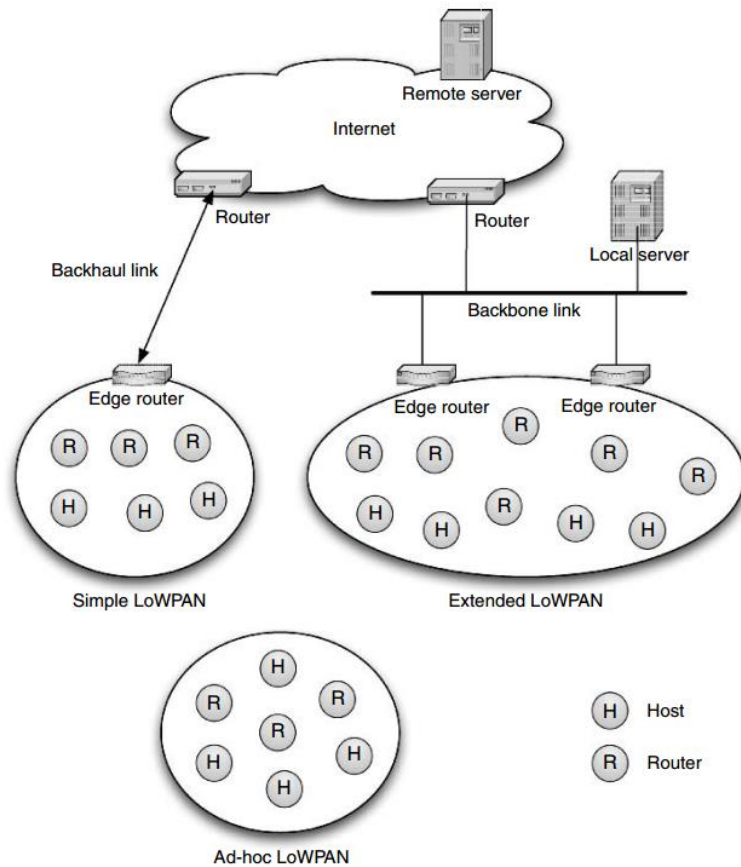 Remote server
Internet
Router
Router
Backhaul link
Local server
Backbone link
Edge router
Edge router
Edge router
R
R
R
H
H
H
R
R
R
R
R
H
H
R
H
H
Simple LoWPAN
Extended LoWPAN
H
R
R
R
H
H
H
H
Host
R
Router
Ad-hoc LoWPAN